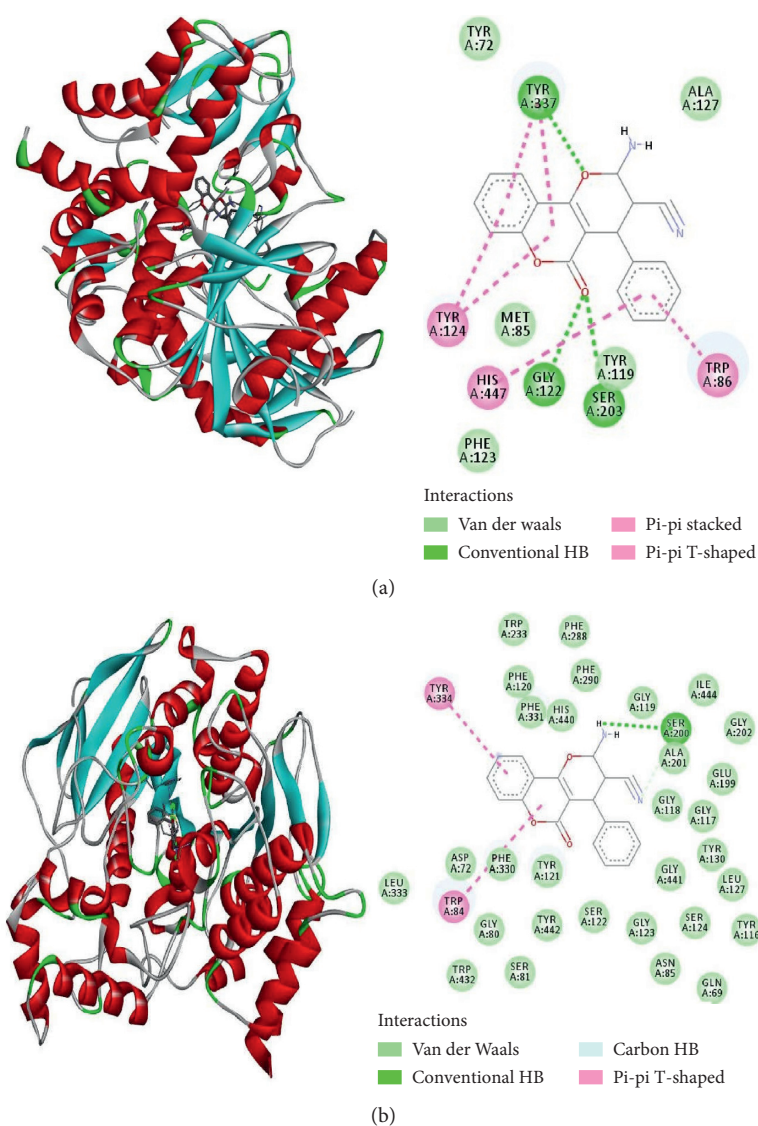 TYR
A:72
TYR
A:337
ALA
A:127
H
N
H
O
N
O
O
TYR
A:124
MET
A:85
TYR
A:119
TRP
A:86
HIS
A:447
GLY
A:122
SER
A:203
PHE
A:123
Interactions
Van der waals
Pi-pi stacked
Conventional HB
Pi-pi T-shaped
(a)
TRP
A:233
PHE
A:288
TYR
A:334
PHE
A:120
PHE
A:290
PHE
A:331
HIS
A:440
GLY
A:119
ILE
A:444
SER
A:200
GLY
A:202
H
N
H
ALA
A:201
O
GLU
A:199
N
GLY
A:118
GLY
A:117
O
O
TYR
A:130
ASP
A:72
PHE
A:330
TYR
A:121
GLY
A:441
LEU
A:127
LEU
A:333
TRP
A:84
GLY
A:80
TYR
A:442
SER
A:122
GLY
A:123
SER
A:124
TYR
A:116
TRP
A:432
SER
A:81
ASN
A:85
GLN
A:69
Interactions
Van der Waals
Carbon HB
Conventional HB
Pi-pi T-shaped
(b)